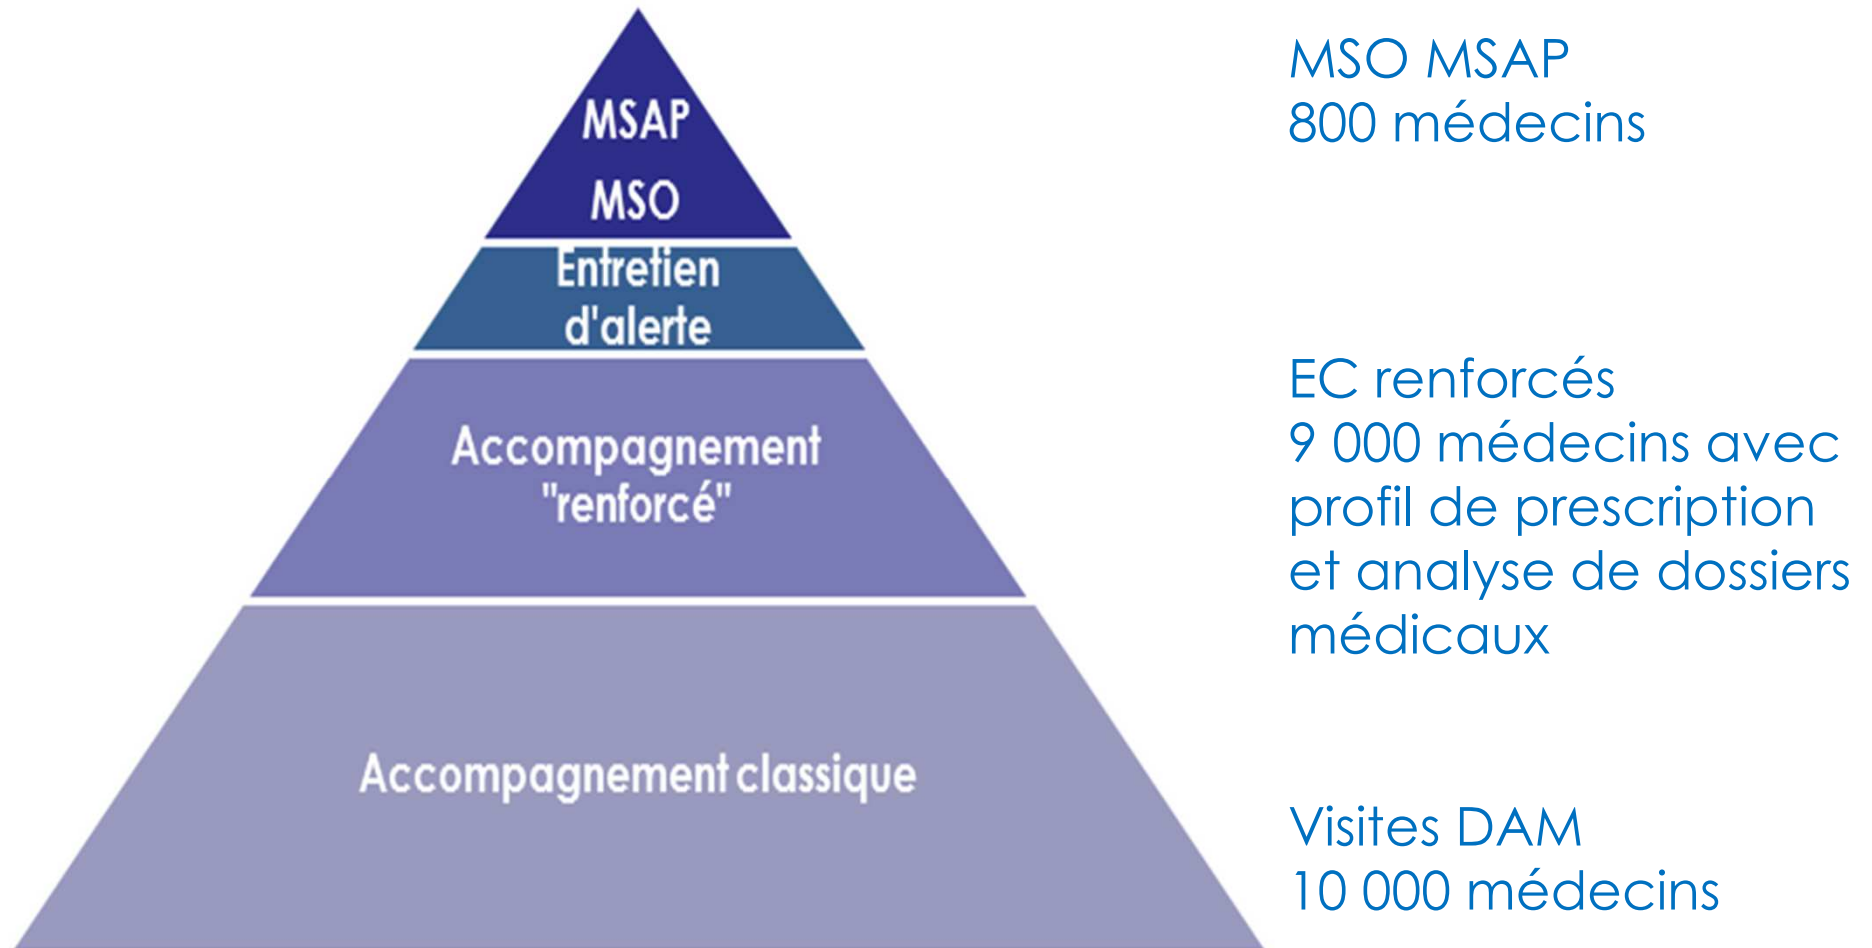 MSAP
MSO
Entretien
d'alerte
Accompagnement
"renforcé"
Accompagnement classique
MSO MSAP
800 médecins
EC renforcés
9 000 médecins avec
profil de prescription
et analyse de dossiers
médicaux
Visites DAM
10 000 médecins